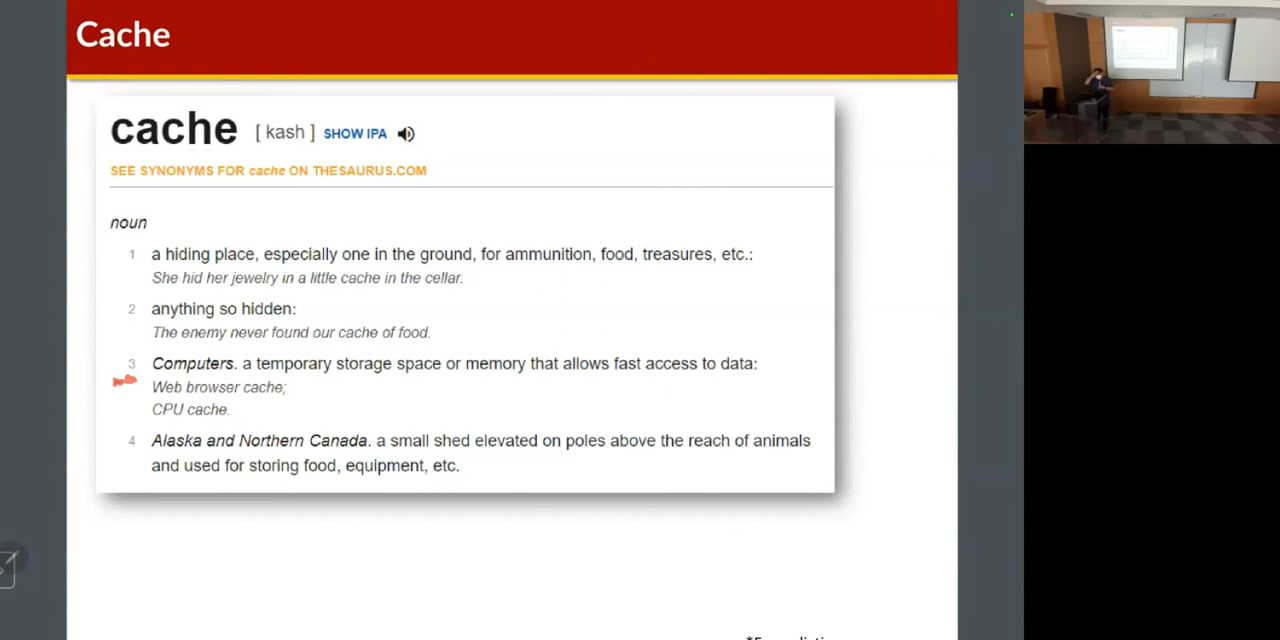 Cache
cache [ kash ] SHOW IPA
SEE SYNONYMS FOR cache ON THESAURUS.COM
noun
1 a hiding place, especially one in the ground, for ammunition, food, treasures, etc.:
She hid her jewelry in a little cache in the cellar.
2 anything so hidden:
The enemy never found our cache of food.
3 Computers. a temporary storage space or memory that allows fast access to data:
Web browser cache;
CPU cache.
4 Alaska and Northern Canada. a small shed elevated on poles above the reach of animals
and used for storing food, equipment, etc.